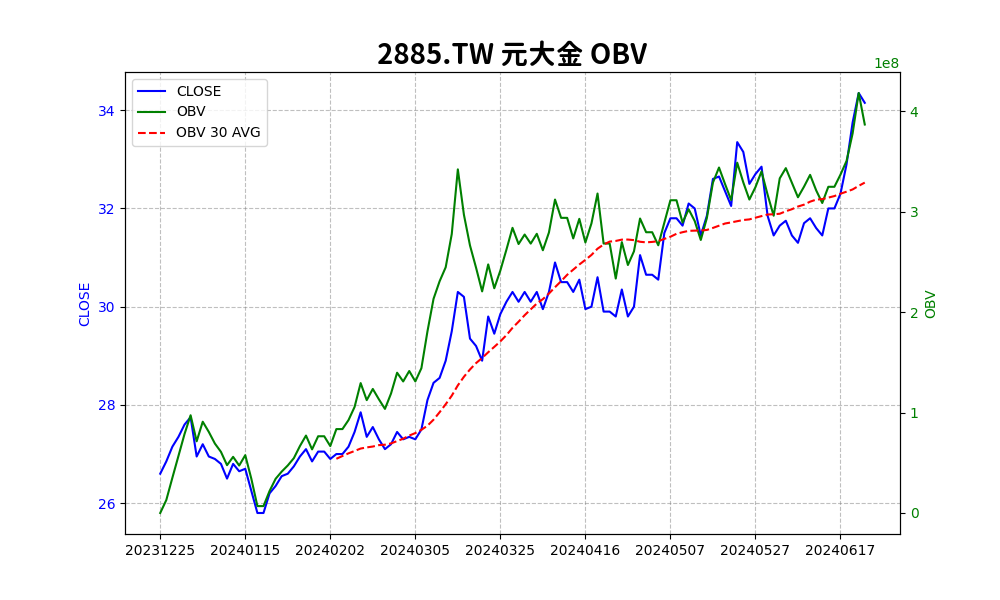 2885.TW 元大金 OBV
1e8
CLOSE
OBV
OBV 30 AVG
34
32
30
28
26
CLOSE
4
3
2
1
0
OBV
20231225 20240115 20240202 20240305 20240325 20240416 20240507 20240527 20240617